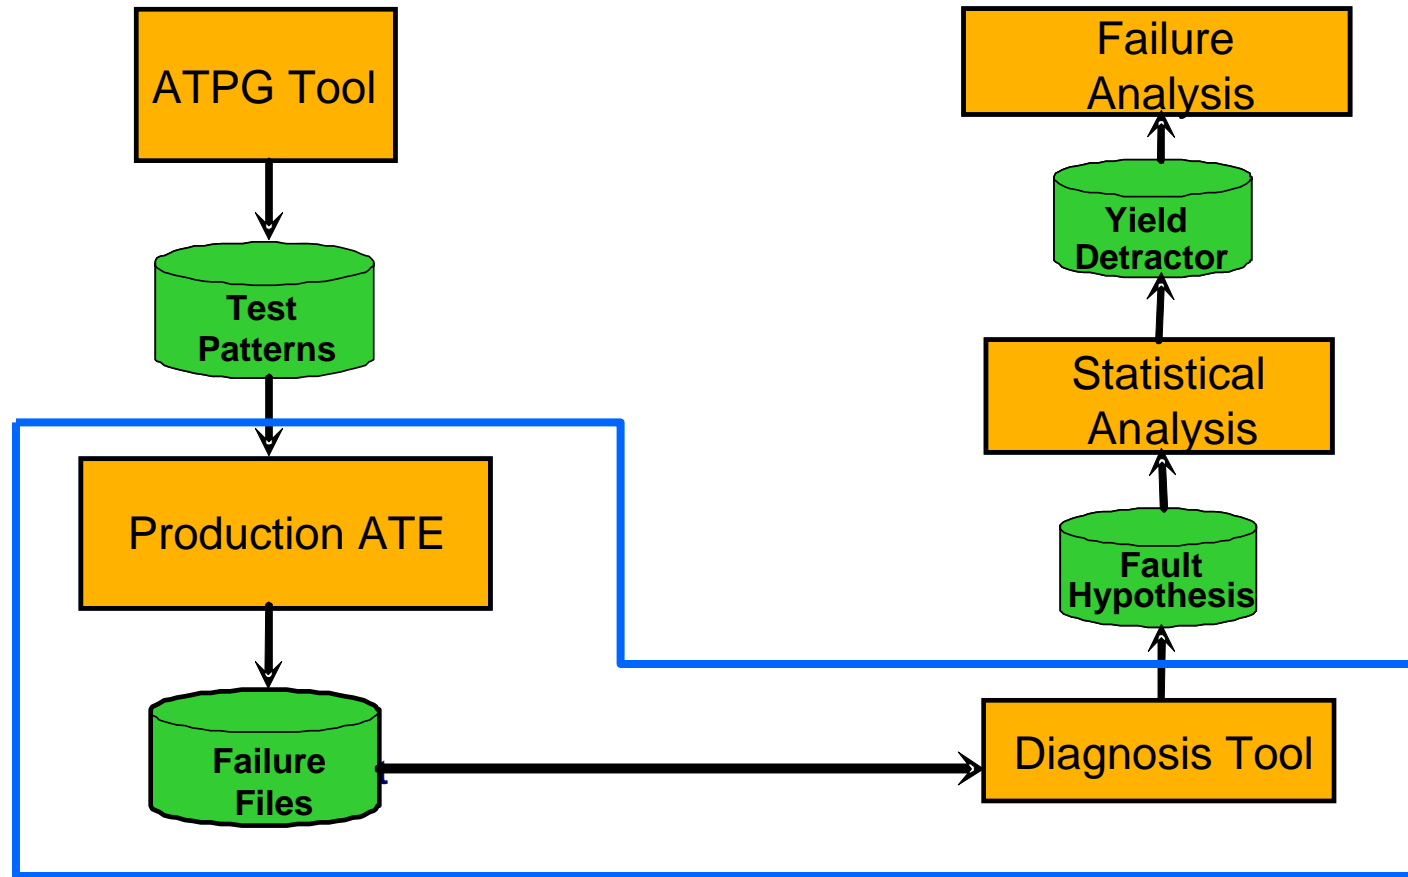 ATPG Tool
Test
Patterns
Production ATE
Failure
Files
Diagnosis Tool
Fault
Hypothesis
Statistical
Analysis
Yield
Detractor
Failure
Analysis